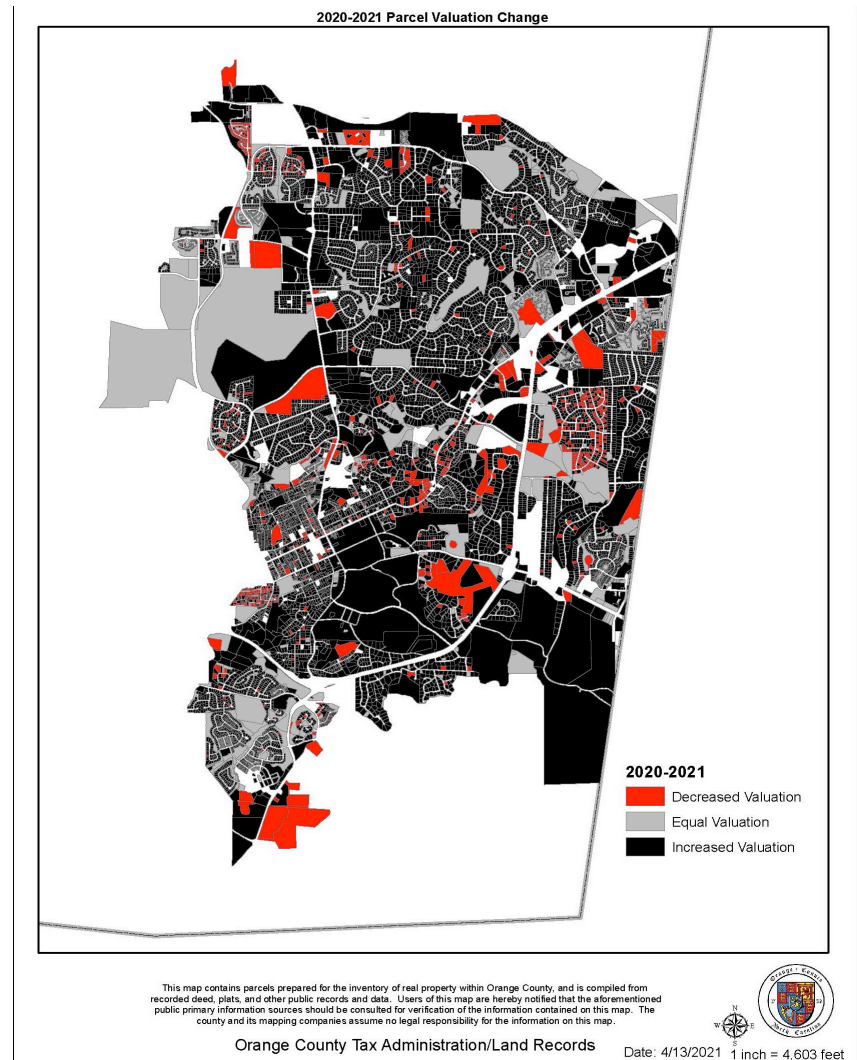 2020-2021 Parcel Valuation Change
2020-2021
Decreased Valuation
Equal Valuation
Increased Valuation
This map contains parcels prepared for the inventory of real property within Orange County, and is compiled from
recorded deed, plats, and other public records and data. Users of this map are hereby notified that the aforementioned
public primary information sources should be consulted for verification of the information contained on this map. The
county and its mapping companies assume no legal responsibility for the information on this map.
Orange County Tax Administration/Land Records
N
W E
S
Orange County
North Carolina
Date: 4/13/2021
1 inch = 4,603 feet